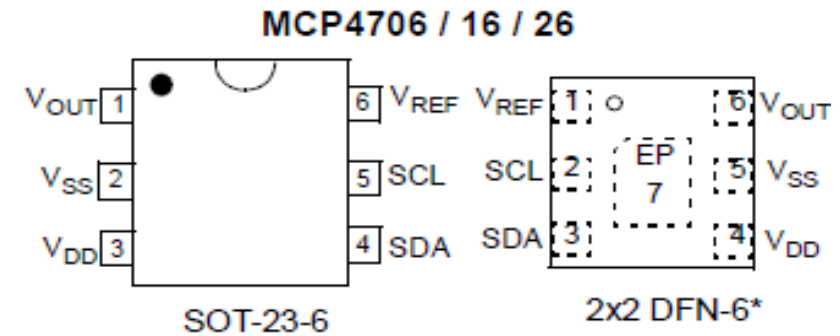 MCP4706 / 16 / 26
VOUT 1 6 VREF VREF 1 6 VOUT
VSS 2 5 SCL SCL 2 EP 5 VSS
7
VDD 3 4 SDA SDA 3 4 VDD
SOT-23-6 2x2 DFN-6*